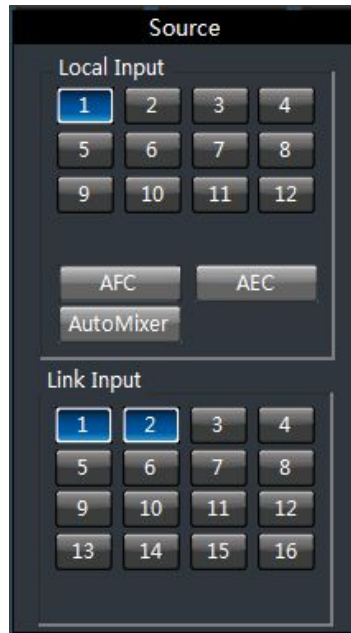 Source
Local Input
1 2 3 4
5 6 7 8
9 10 11 12
AFC AEC
AutoMixer
Link Input
1 2 3 4
5 6 7 8
9 10 11 12
13 14 15 16